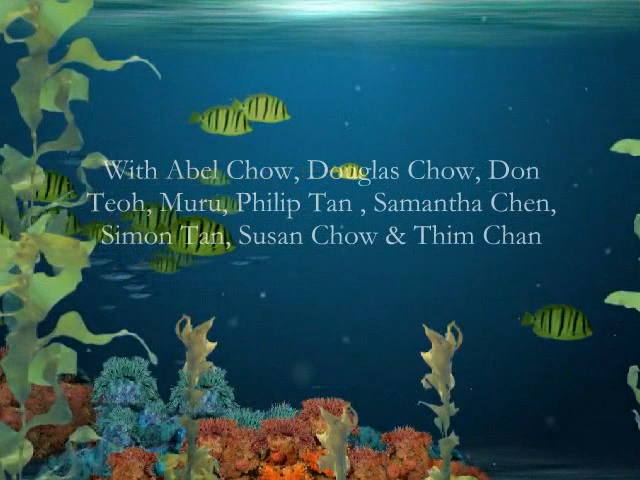 With Abel Chow, Douglas Chow, Don
Teoh, Muru, Philip Tan , Samantha Chen,
Simon Tan, Susan Chow & Thim Chan